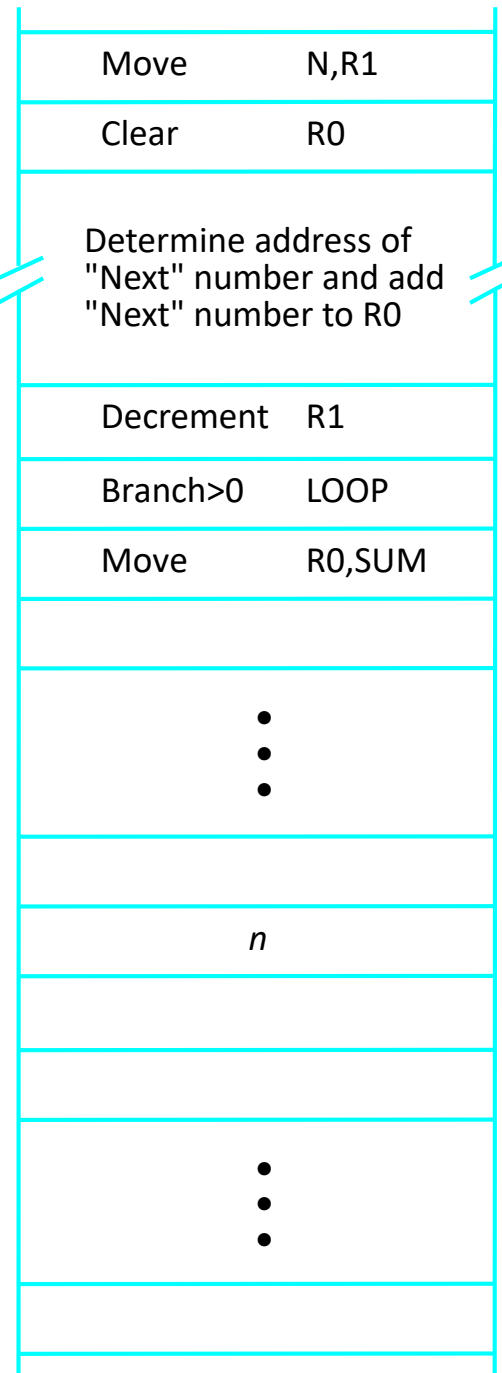 Move N,R1
Clear R0
Determine address of
"Next" number and add
"Next" number to R0
Decrement R1
Branch>0 LOOP
Move R0,SUM
n